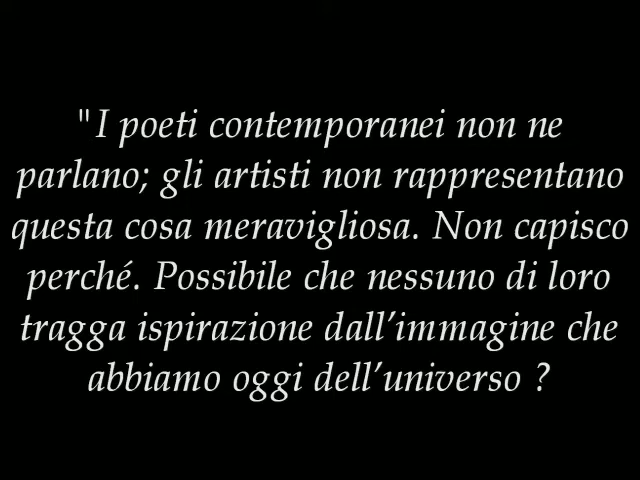 "I poeti contemporanei non ne
parlano; gli artisti non rappresentano
questa cosa meravigliosa. Non capisco
perché. Possibile che nessuno di loro
tragga ispirazione dall’immagine che
abbiamo oggi dell’universo ?